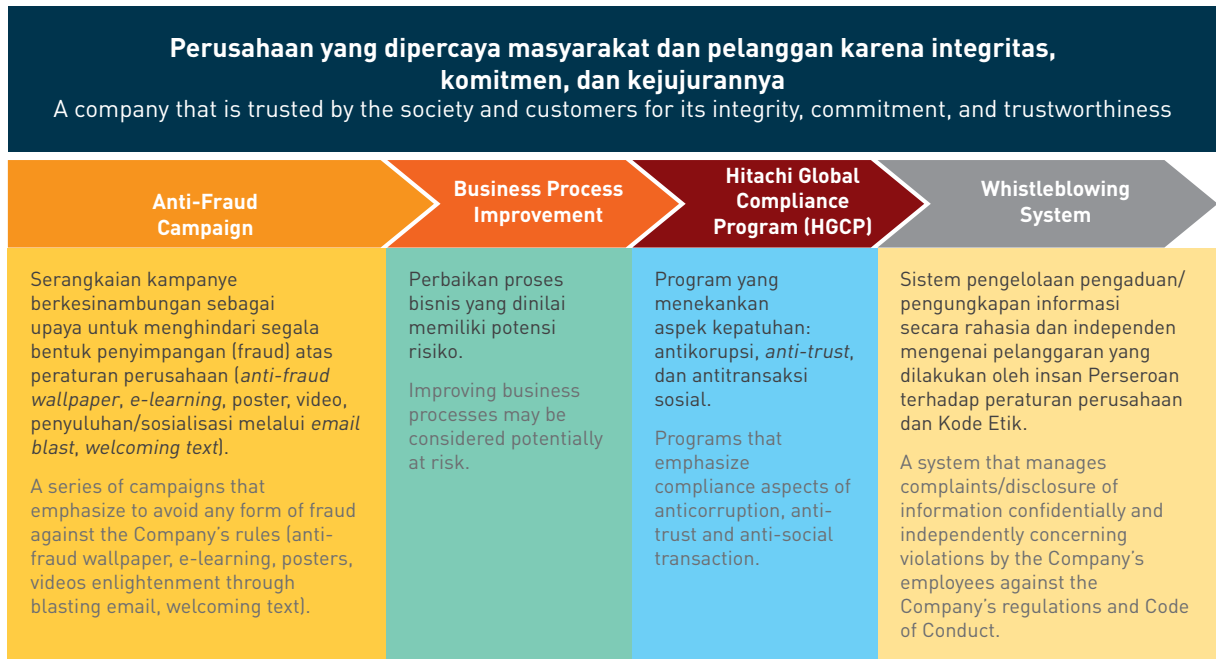 Perusahaan yang dipercaya masyarakat dan pelanggan karena integritas,
komitmen, dan kejujurannya
A company that is trusted by the society and customers for its integrity, commitment, and trustworthiness
Anti-Fraud
Campaign
Business Process
Improvement
Hitachi Global
Compliance
Program (HGCP)
Whistleblowing
System
Serangkaian kampanye
berkesinambungan sebagai
upaya untuk menghindari segala
bentuk penyimpangan (fraud) atas
peraturan perusahaan (anti-fraud
wallpaper, e-learning, poster, video,
penyuluhan/sosialisasi melalui email
blast, welcoming text).
A series of campaigns that
emphasize to avoid any form of fraud
against the Company's rules (anti-
fraud wallpaper, e-learning, posters,
videos enlightenment through
blasting email, welcoming text).
Perbaikan proses
bisnis yang dinilai
memiliki potensi
risiko.
Improving business
processes may be
considered potentially
at risk.
Program yang
menekankan
aspek kepatuhan:
antikorupsi, anti-trust,
dan antitransaksi
sosial.
Programs that
emphasize
compliance aspects of
anticorruption, anti-
trust and anti-social
transaction.
Sistem pengelolaan pengaduan/
pengungkapan informasi
secara rahasia dan independen
mengenai pelanggaran yang
dilakukan oleh insan Perseroan
terhadap peraturan perusahaan
dan Kode Etik.
A system that manages
complaints/disclosure of
information confidentially and
independently concerning
violations by the Company's
employees against the
Company's regulations and Code
of Conduct.